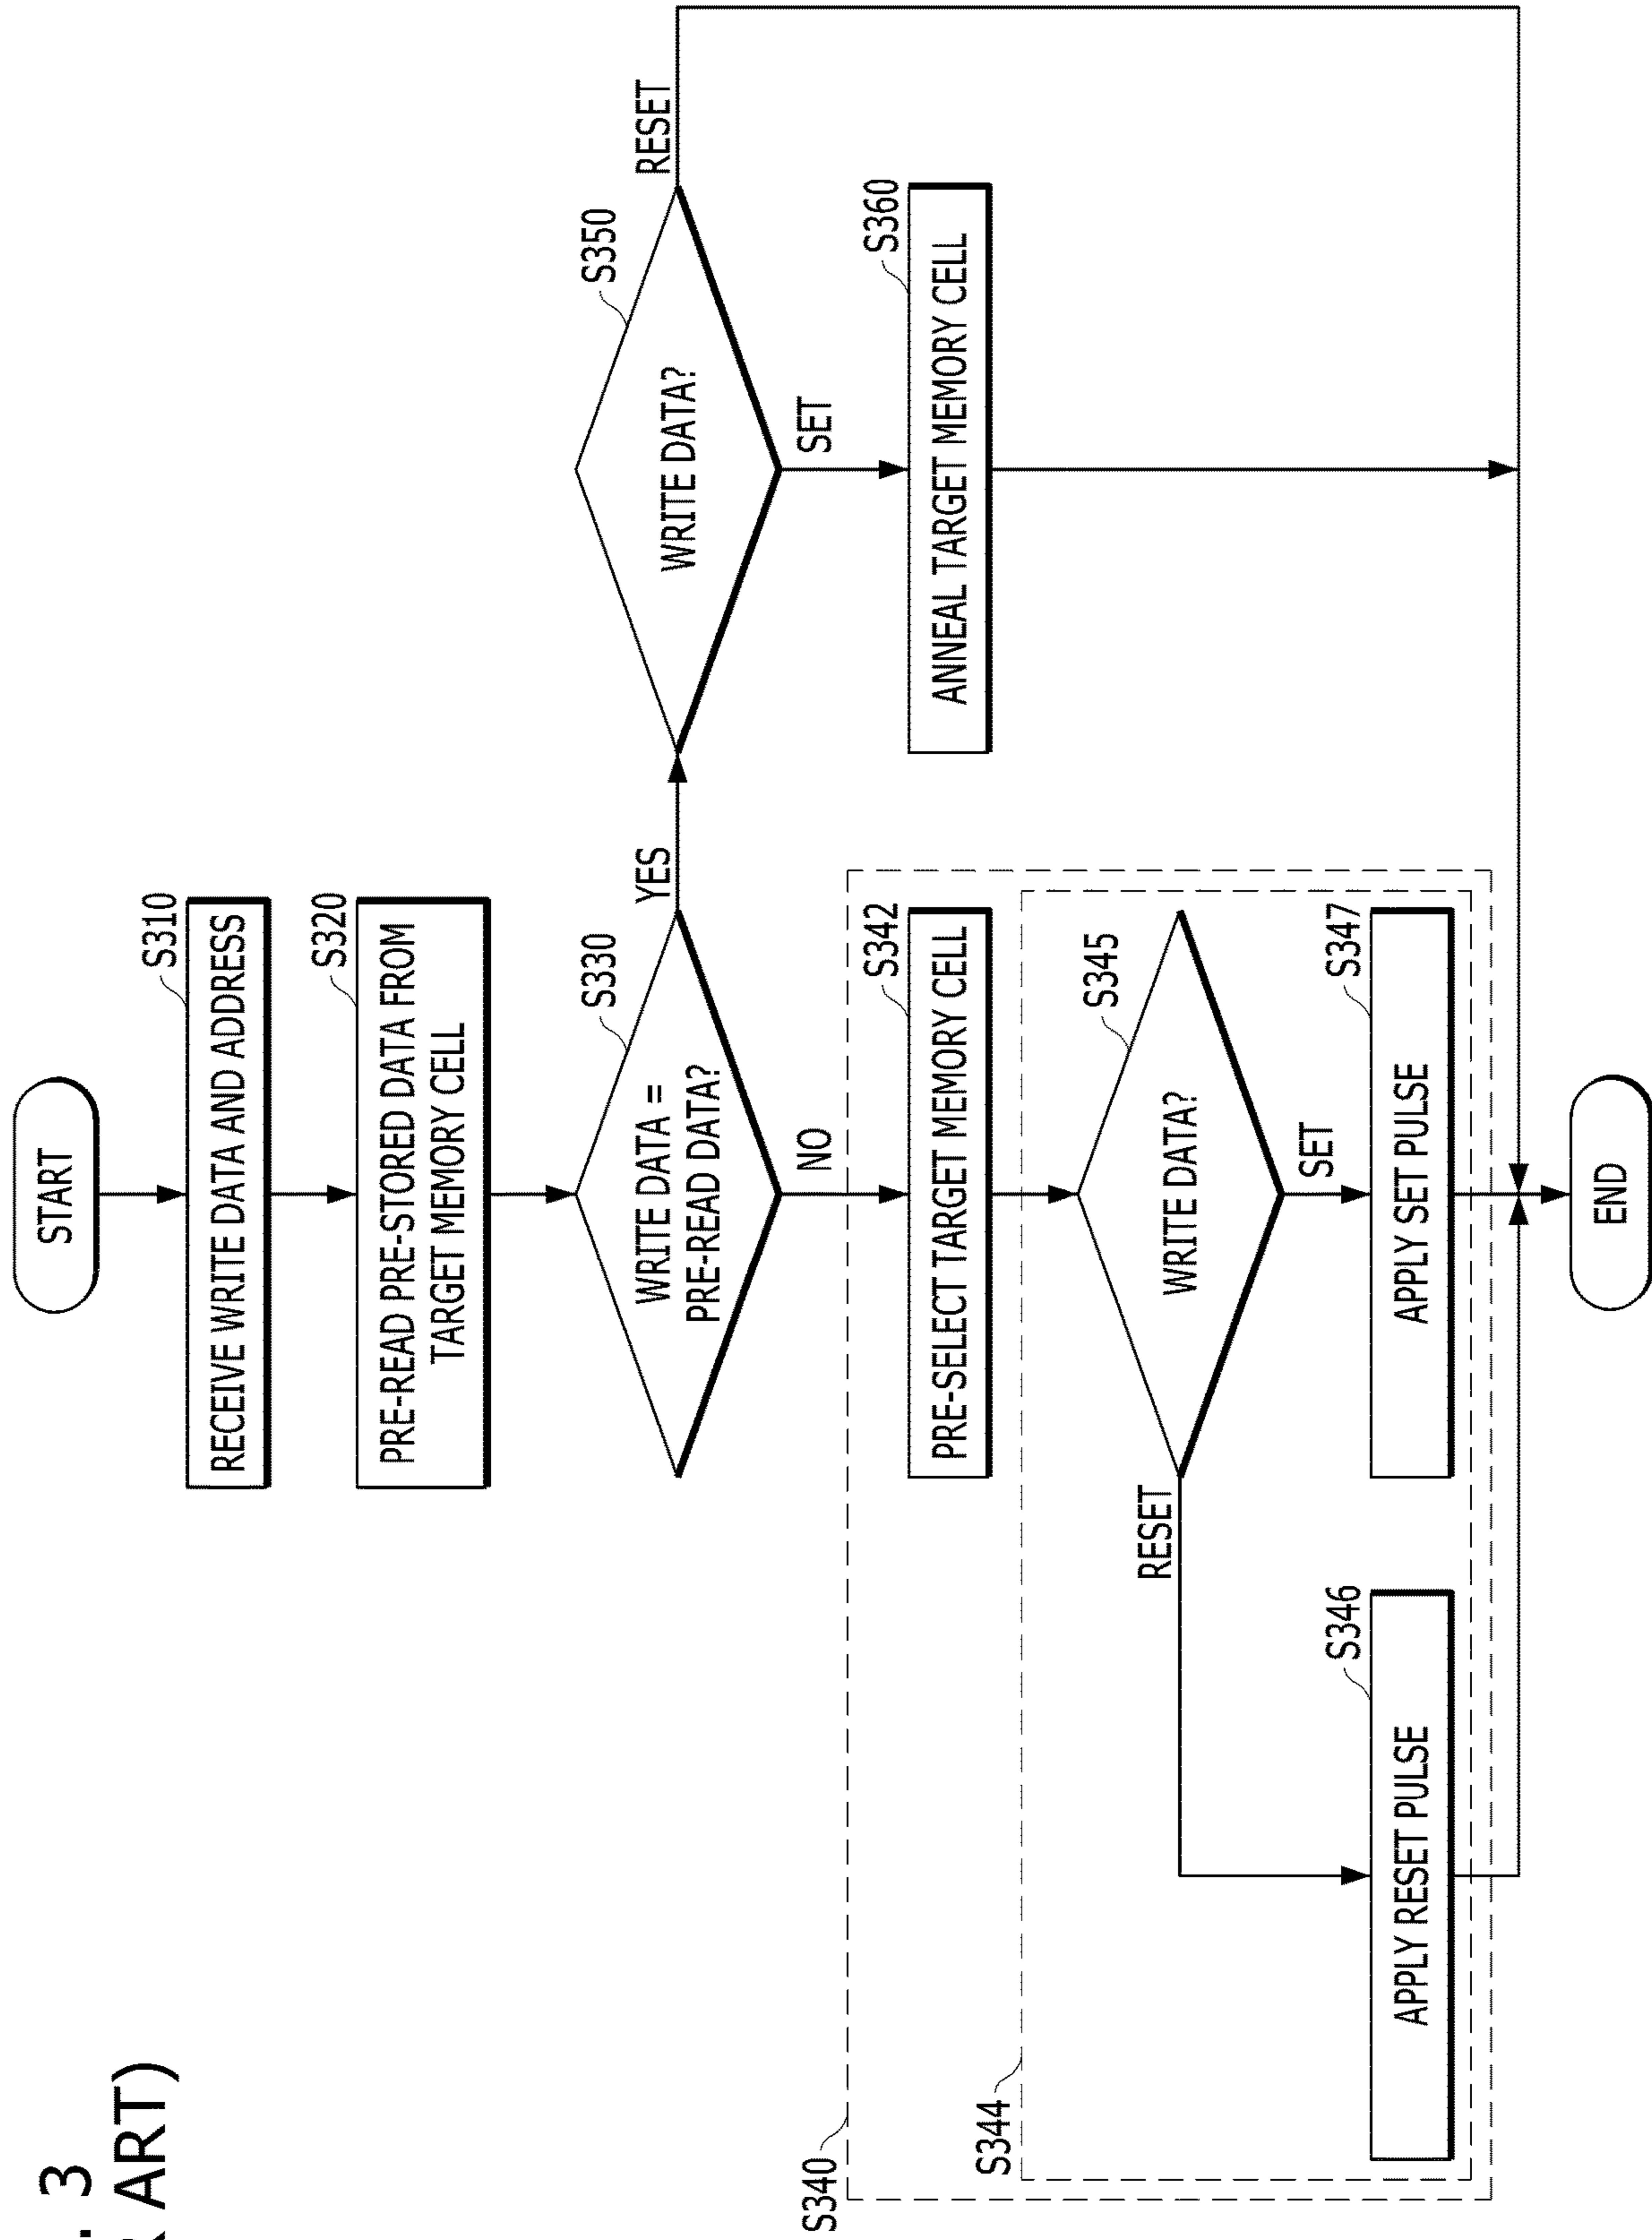 . 3
ART)
START
S310
RECEIVE WRITE DATA AND ADDRESS
S320
PRE-READ PRE-STORED DATA FROM
TARGET MEMORY CELL
S330
WRITE DATA =
PRE-READ DATA?
YES
NO
S350
WRITE DATA?
RESET
SET
S360
ANNEAL TARGET MEMORY CELL
S340
S342
PRE-SELECT TARGET MEMORY CELL
S344
S345
WRITE DATA?
RESET
SET
S346
APPLY RESET PULSE
S347
APPLY SET PULSE
END